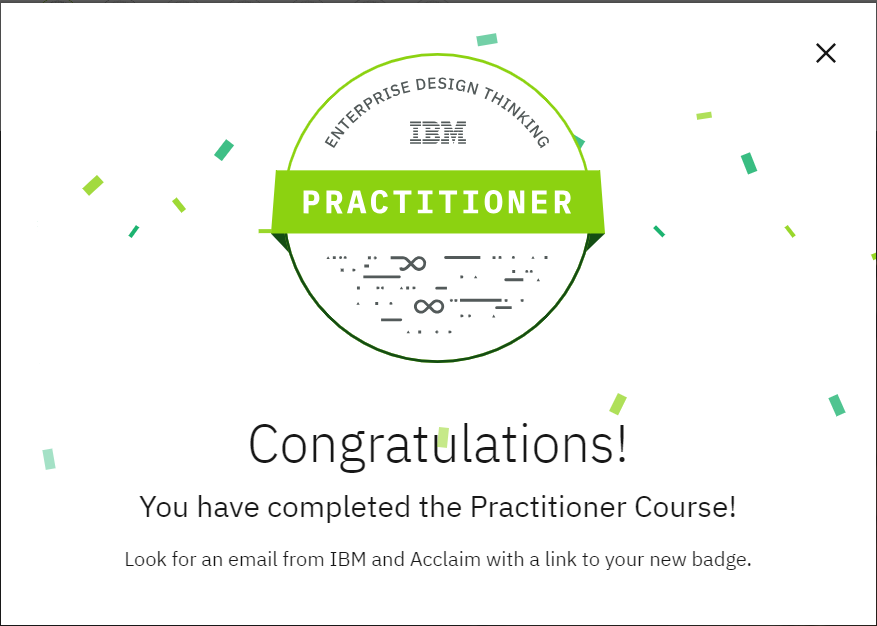 ENTERPRISE DESIGN THINKING
IBM
PRACTITIONER
Congratulations!
You have completed the Practitioner Course!
Look for an email from IBM and Acclaim with a link to your new badge.